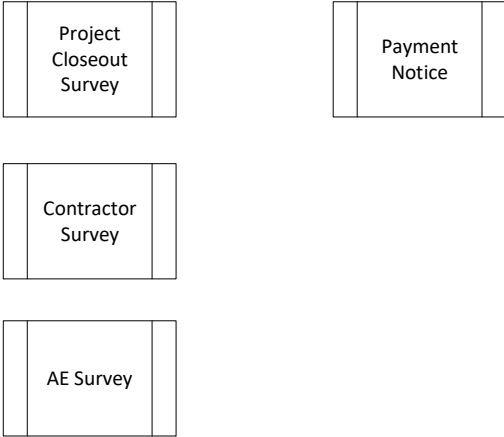 Project
Closeout
Survey
Payment
Notice
Contractor
Survey
AE Survey